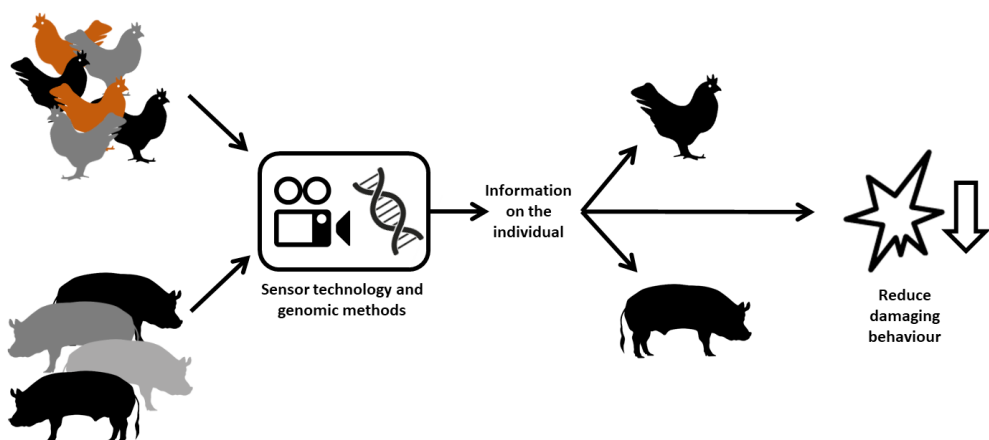 Sensor technology and
genomic methods
Information
on the
individual
Reduce
damaging
behaviour